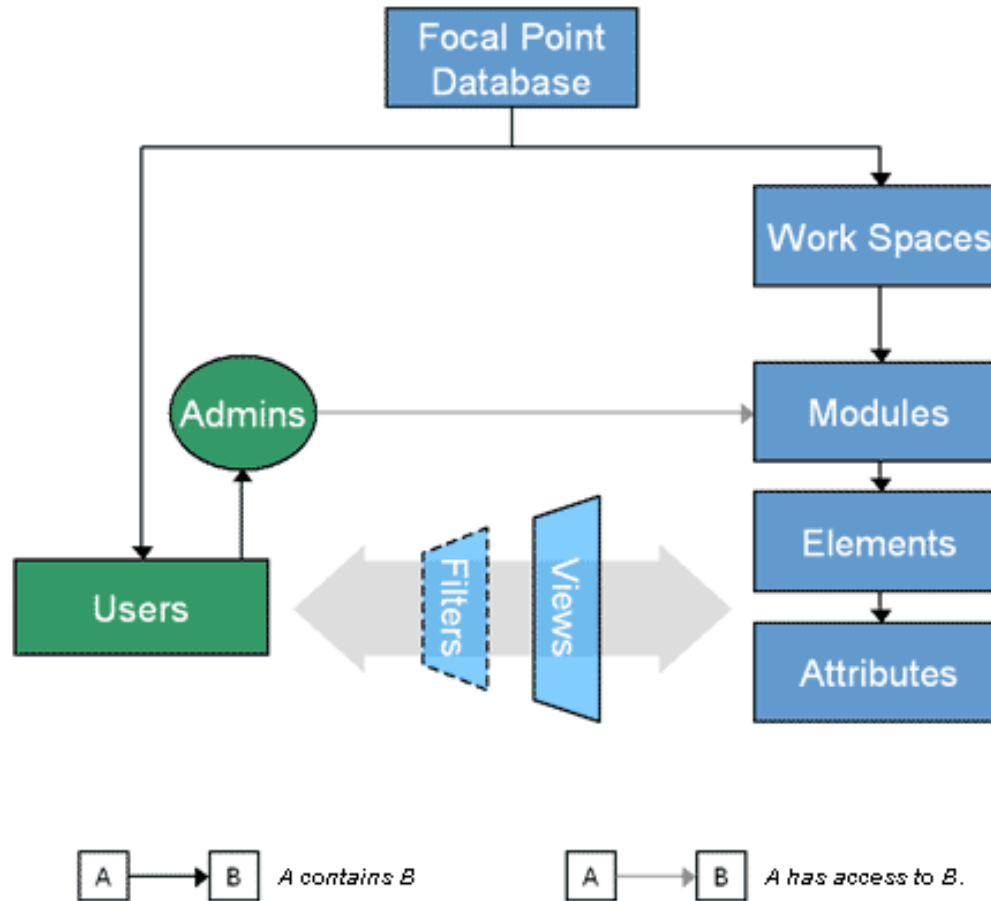 Focal Point
Database
Work Spaces
Admins
Modules
Filters
Views
Elements
Users
Attributes
A
B
A contains B
A
B
A has access to B.